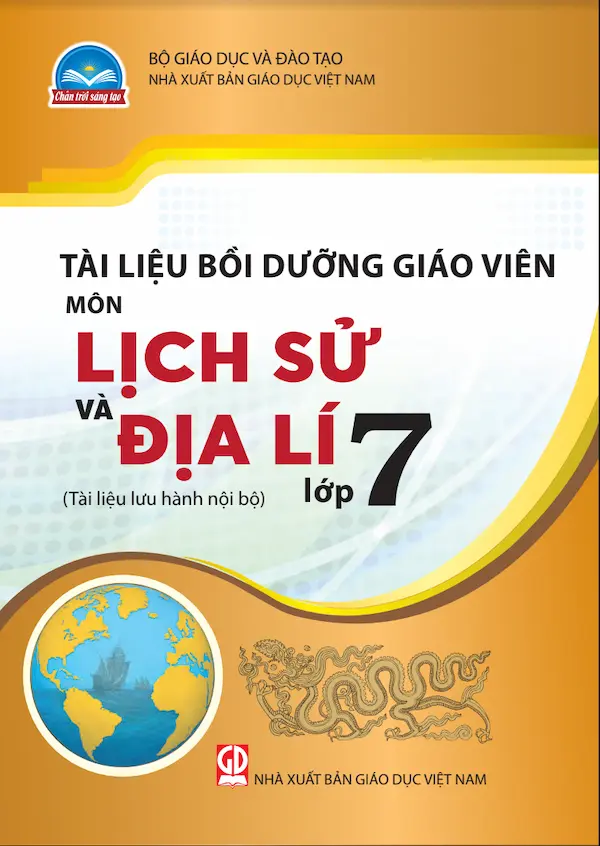 Chân trời sáng tạo
BỘ GIÁO DỤC VÀ ĐÀO TẠO
NHÀ XUẤT BẢN GIÁO DỤC VIỆT NAM
TÀI LIỆU BỒI DƯỠNG GIÁO VIÊN
MÔN
LỊCH SỬ
VÀ ĐỊA LÍ
(Tài liệu lưu hành nội bộ) lớp 7
GD
NHÀ XUẤT BẢN GIÁO DỤC VIỆT NAM